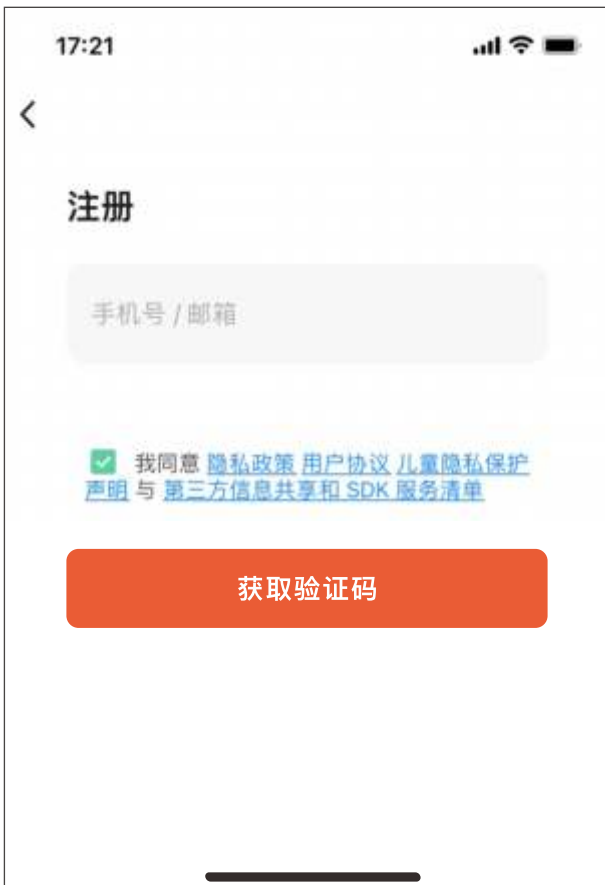 17:21
注册
手机号 / 邮箱
我同意 隐私政策 用户协议 儿童隐私保护
声明 与 第三方信息共享和 SDK 服务清单
获取验证码